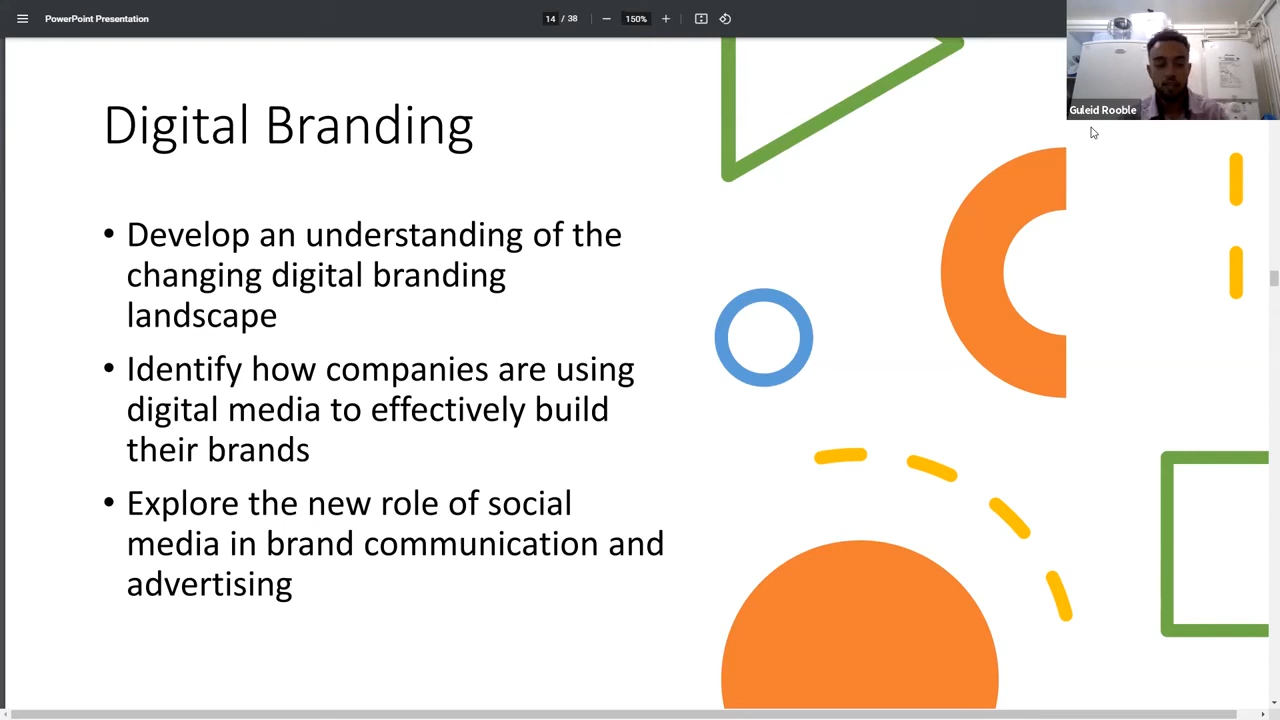 PowerPoint Presentation
14 / 38
150%
Guleid Rooble
Digital Branding
• Develop an understanding of the
changing digital branding
landscape
• Identify how companies are using
digital media to effectively build
their brands
• Explore the new role of social
media in brand communication and
advertising